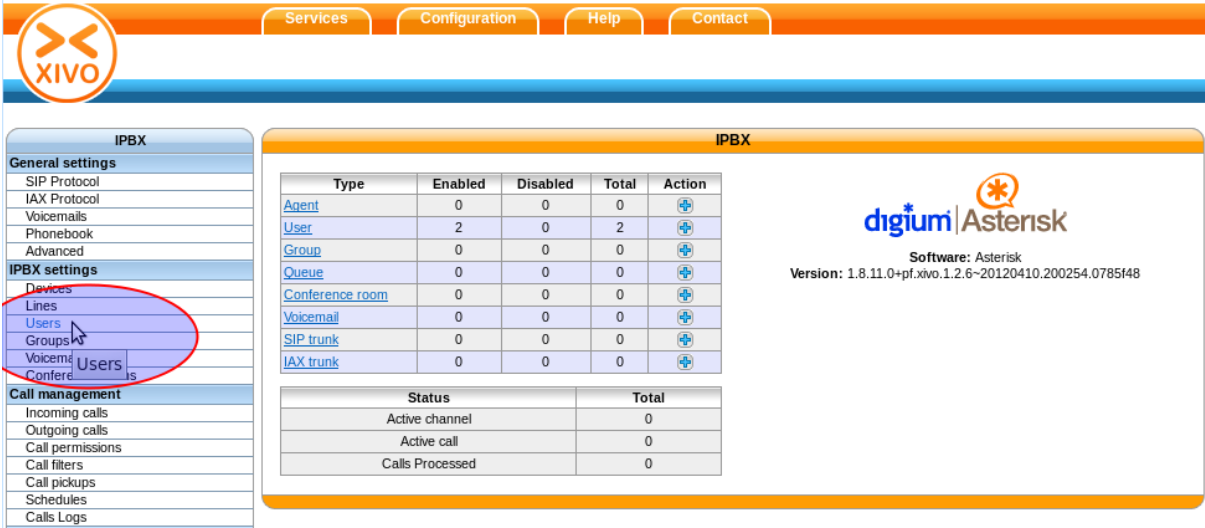 Services Configuration Help Contact
XIVO
IPBX
General settings
SIP Protocol
IAX Protocol
Voicemails
Phonebook
Advanced
IPBX settings
Devices
Lines
Users
Groups
Users
Call management
Incoming calls
Outgoing calls
Call permissions
Call filters
Call pickups
Schedules
Calls Logs
IPBX
Type Enabled Disabled Total Action
Agent 0 0 0
User 2 0 2
Group 0 0 0
Queue 0 0 0
Conference room 0 0 0
Voicemail 0 0 0
SIP trunk 0 0 0
IAX trunk 0 0 0
Status Total
Active channel 0
Active call 0
Calls Processed 0
digium Asterisk
Software: Asterisk
Version: 1.8.11.0+pf.xivo.1.2.6~20120410.200254.0785f48